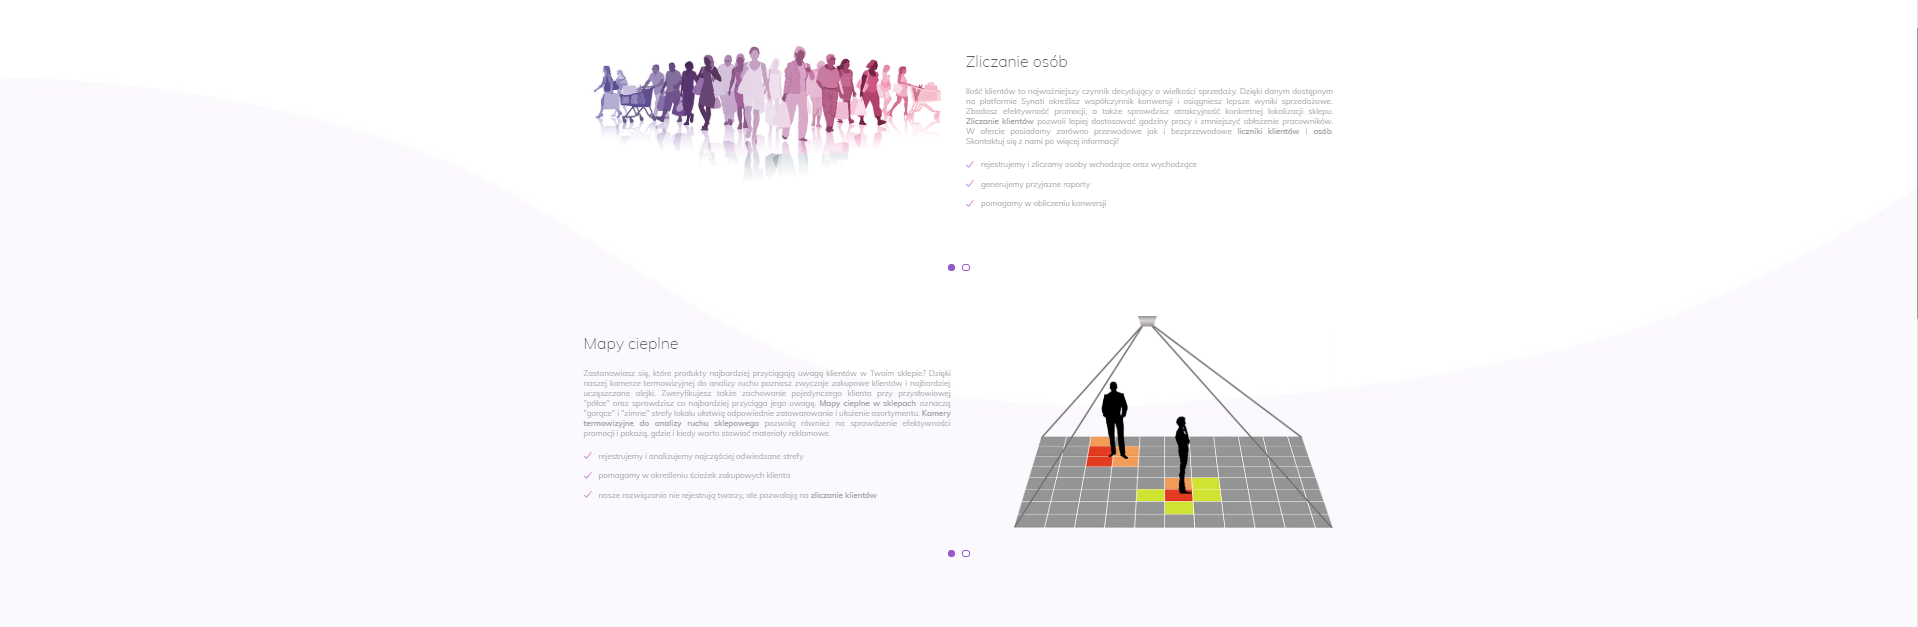 Zliczanie osób
Ilość klientów to najważniejszy czynnik decydujący o wielkości sprzedaży. Dzięki danym dostępnym
na platformie Synati określisz współczynnik konwersji i osiągniesz lepsze wyniki sprzedażowe.
Zbadasz efektywność promocji, a także sprawdzisz atrakcyjność konkretnej lokalizacji sklepu.
Zliczanie klientów pozwoli lepiej dostosować godziny pracy i zmniejszyć obłożenie pracowników.
W ofercie posiadamy zarówno przewodowe jak i bezprzewodowe liczniki klientów i osób.
Skontaktuj się z nami po więcej informacji!
rejestrujemy i zliczamy osoby wchodzące oraz wychodzące
generujemy przyjazne raporty
pomagamy w obliczeniu konwersji
Mapy cieplne
Zastanawiasz się, które produkty najbardziej przyciągają uwagę klientów w Twoim sklepie? Dzięki
naszej kamerze termowizyjnej do analizy ruchu poznasz zwyczaje zakupowe klientów i najbardziej
uczęszczane alejki. Zweryfikujesz także zachowanie pojedynczego klienta przy przysłowiowej
"półce" oraz sprawdzisz co najbardziej przyciąga jego uwagę. Mapy cieplne w sklepach oznaczą
"gorące" i "zimne" strefy lokalu ułatwią odpowiednie zatowarowanie i ułożenie asortymentu. Kamery
termowizyjne do analizy ruchu sklepowego pozwolą również na sprawdzenie efektywności
promocji i pokażą, gdzie i kiedy warto stawiać materiały reklamowe.
rejestrujemy i analizujemy najczęściej odwiedzane strefy
pomagamy w określeniu ścieżek zakupowych klienta
nasze rozwiązania nie rejestrują twarzy, ale pozwalają na zliczanie klientów